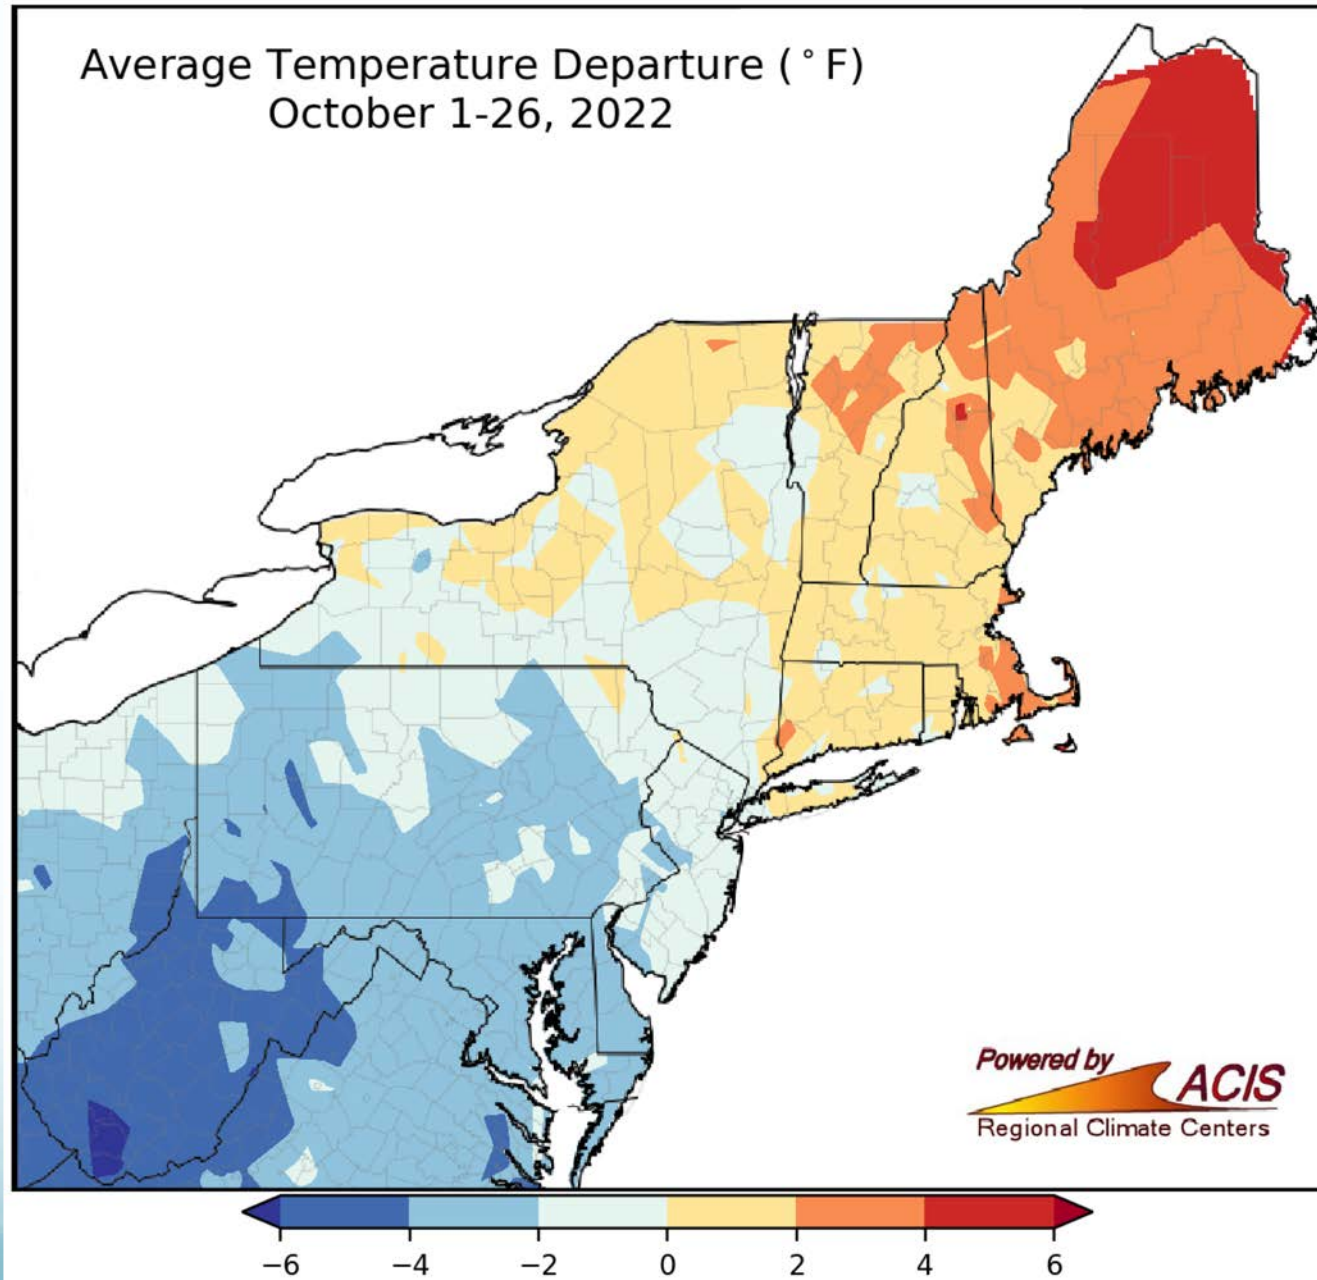 Average Temperature Departure (°F)
October 1-26, 2022
Powered by
ACIS
Regional Climate Centers
−6 −4 −2 0 2 4 6